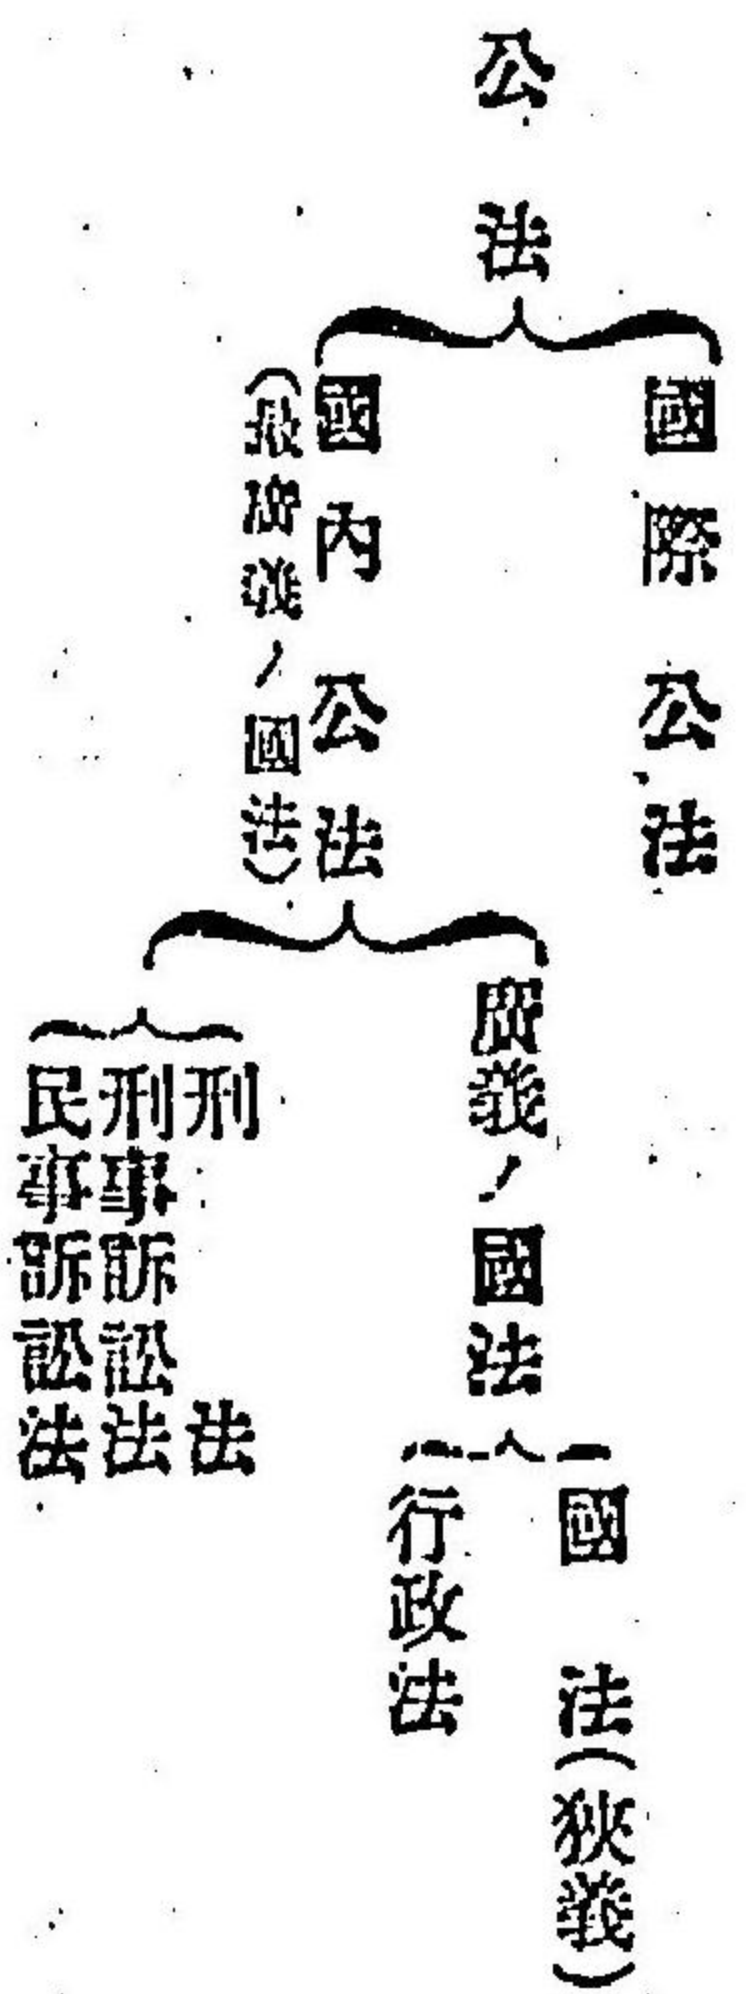 公法
國際公法
國內公法
(最廣義ノ國法)
廣義ノ國法
國法(狹義)
行政法
刑法
刑事訴訟法
民事訴訟法